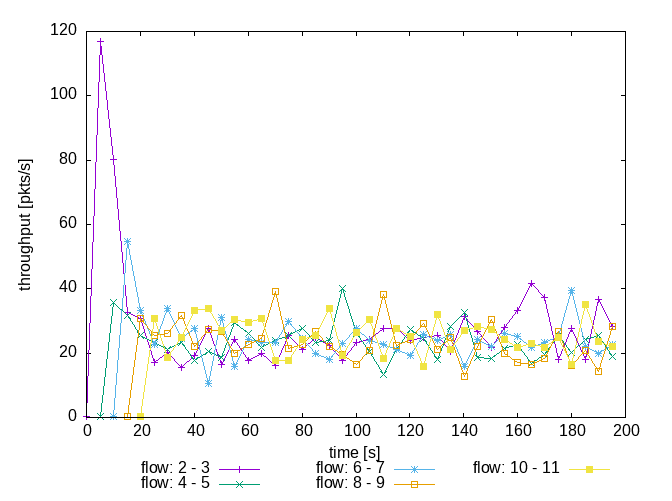 120
100
80
60
40
20
0
throughput [pkts/s]
0 20 40 60 80 100 120 140 160 180 200
time [s]
flow: 2 - 3 flow: 6 - 7 flow: 10 - 11
flow: 4 - 5 flow: 8 - 9